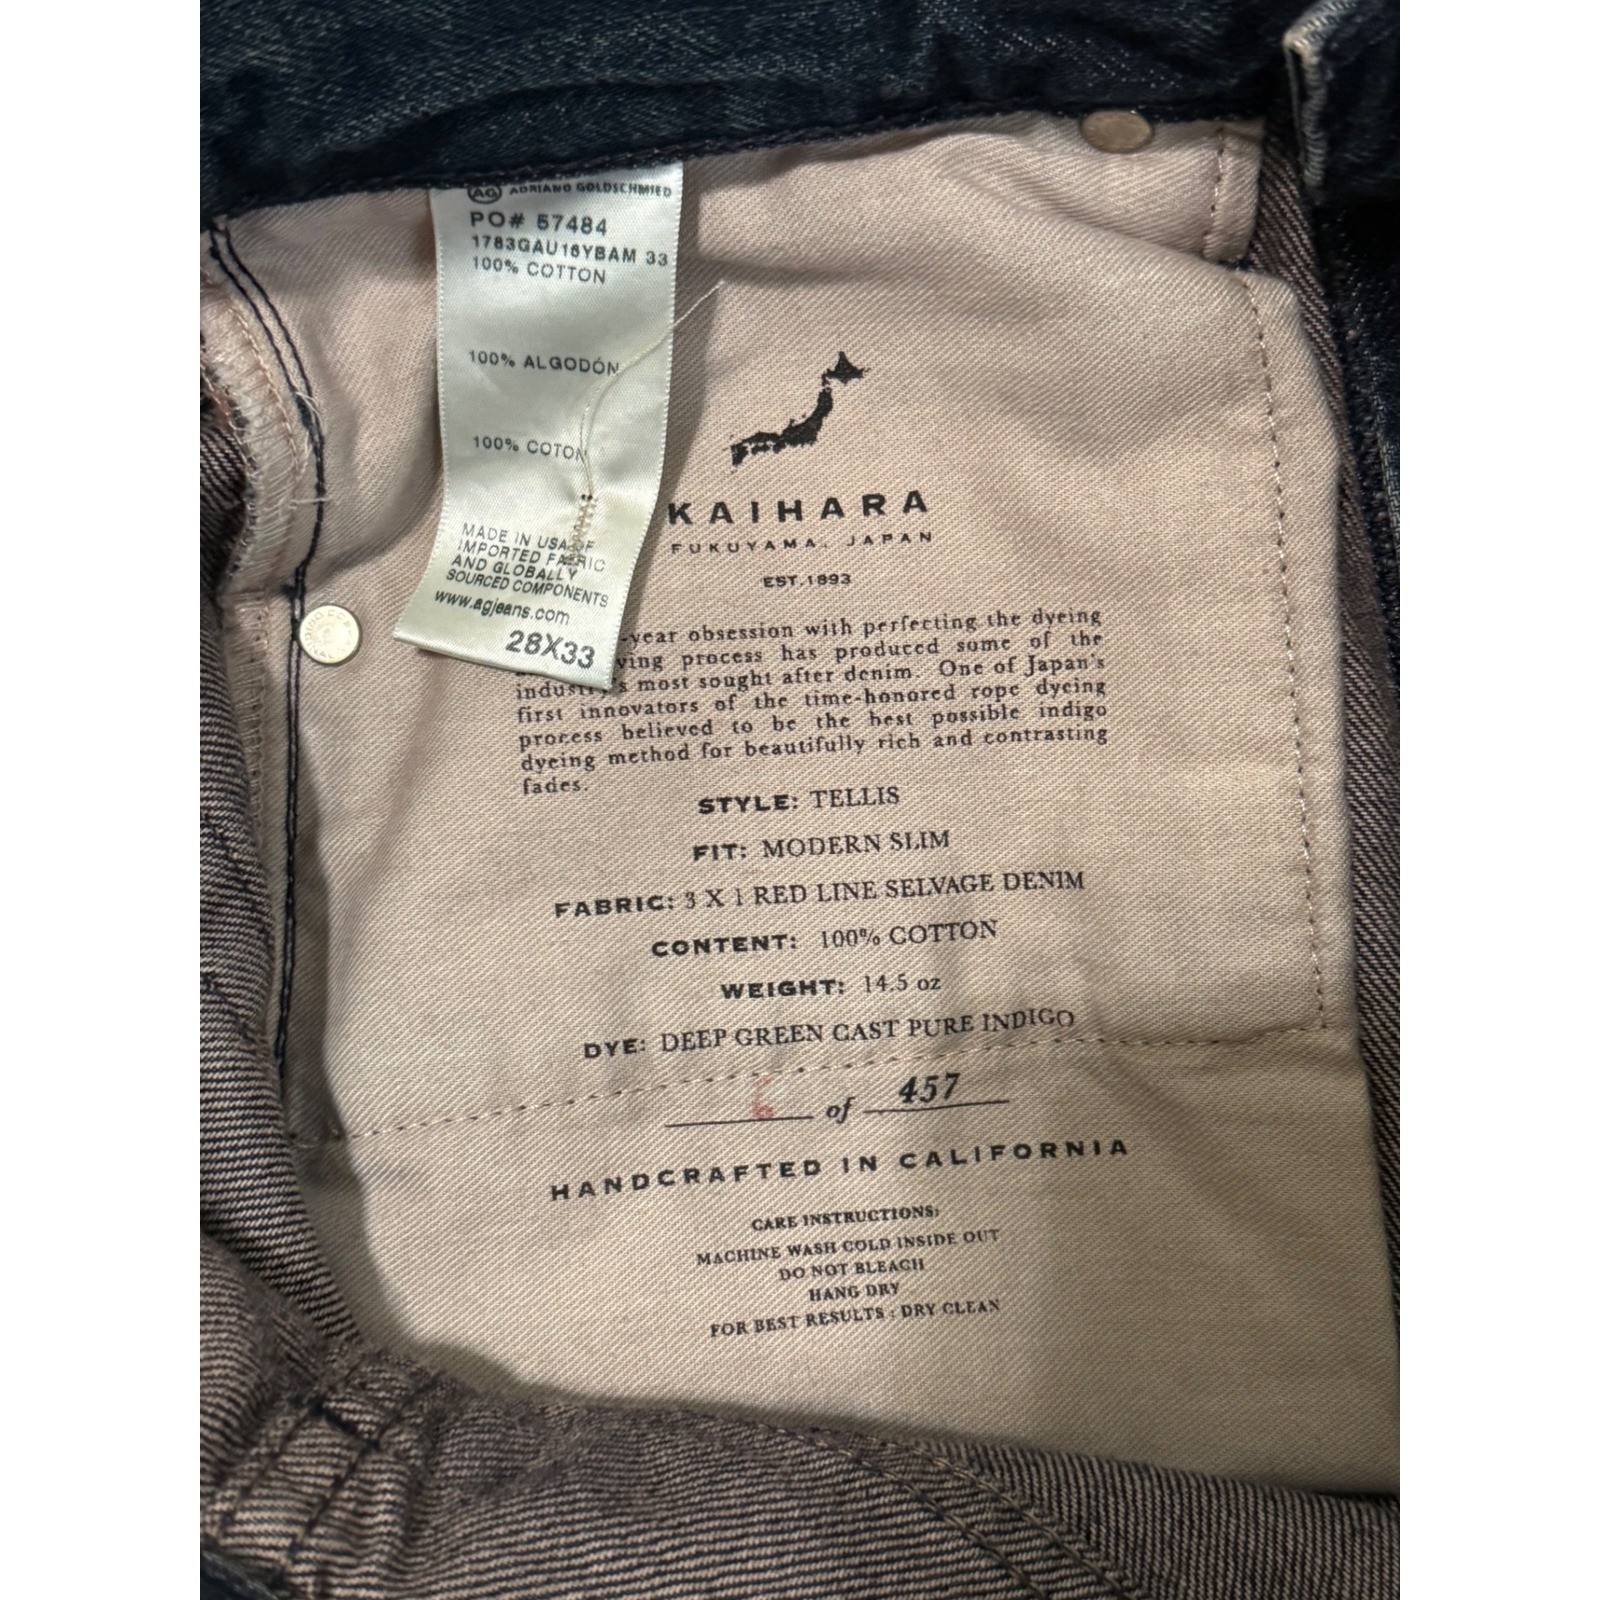 AG ADRIANO GOLDSCHMIED
PO# 57484
1783GAU16YBAM 33
100% COTTON
100% ALGODÓN
100% COTON
MADE IN USA OF
IMPORTED FABRIC
AND GLOBALLY
SOURCED COMPONENTS
www.agjeans.com
28X33
KAIHARA
FUKUYAMA, JAPAN
EST.1893
-year obsession with perfecting the dyeing
ving process has produced some of the
industry's most sought after denim. One of Japan's
first innovators of the time-honored rope dyeing
process believed to be the best possible indigo
dyeing method for beautifully rich and contrasting
fades.
STYLE: TELLIS
FIT: MODERN SLIM
FABRIC: 3 X 1 RED LINE SELVAGE DENIM
CONTENT: 100% COTTON
WEIGHT: 14.5 oz
DYE: DEEP GREEN CAST PURE INDIGO
6 of 457
HANDCRAFTED IN CALIFORNIA
CARE INSTRUCTIONS:
MACHINE WASH COLD INSIDE OUT
DO NOT BLEACH
HANG DRY
FOR BEST RESULTS : DRY CLEAN